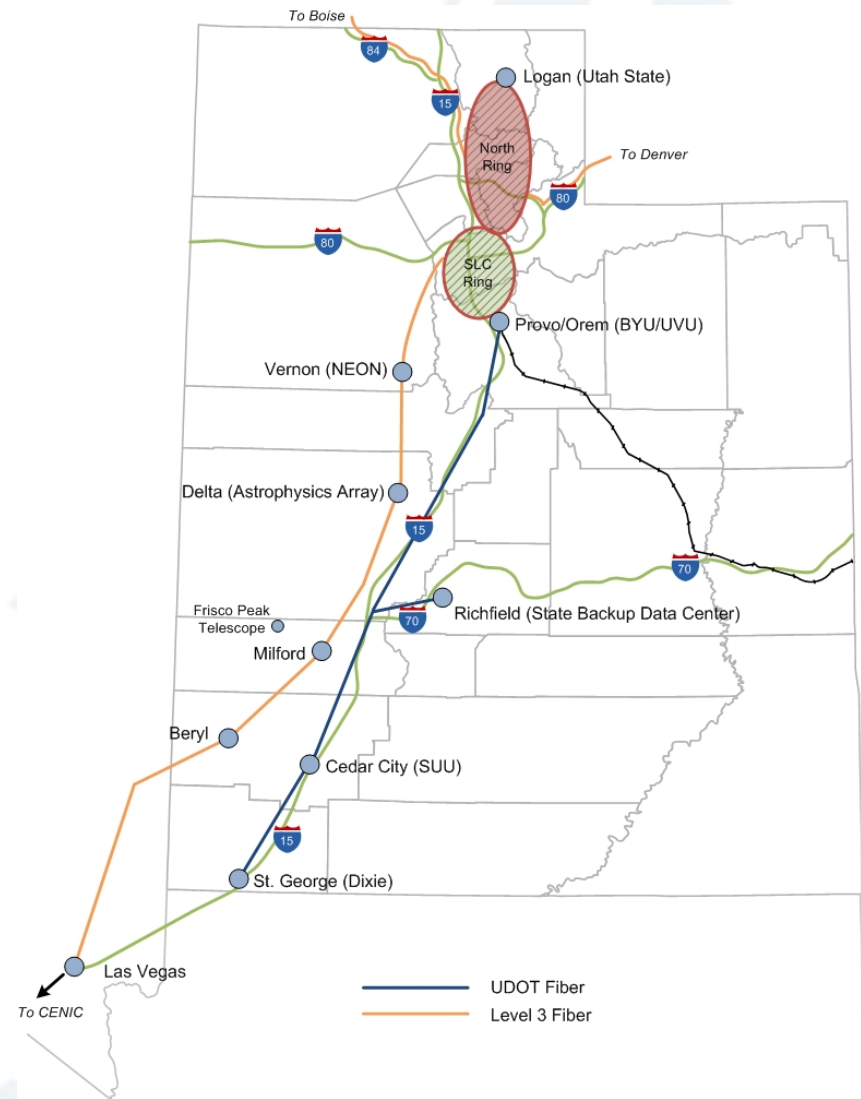 To Boise
84
Logan (Utah State)
15
North
Ring
To Denver
80
80
SLC
Ring
Provo/Orem (BYU/UVU)
Vernon (NEON)
Delta (Astrophysics Array)
15
70
Frisco Peak
Telescope
Richfield (State Backup Data Center)
70
Milford
Beryl
Cedar City (SUU)
15
St. George (Dixie)
Las Vegas
To CENIC
UDOT Fiber
Level 3 Fiber